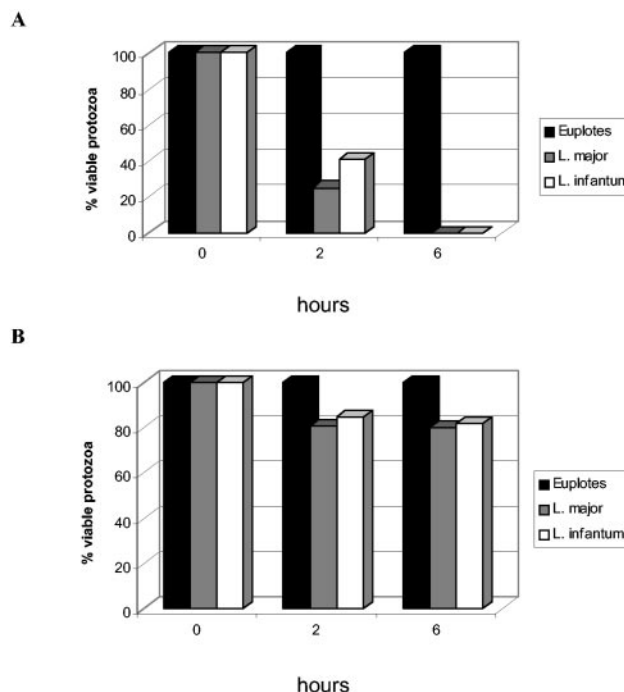 A
100
80
60
40
20
0
% viable protozoa
0 2 6
hours
Euplotes
L. major
L. infantum
B
100
80
60
40
20
0
% viable protozoa
0 2 6
hours
Euplotes
L. major
L. infantum